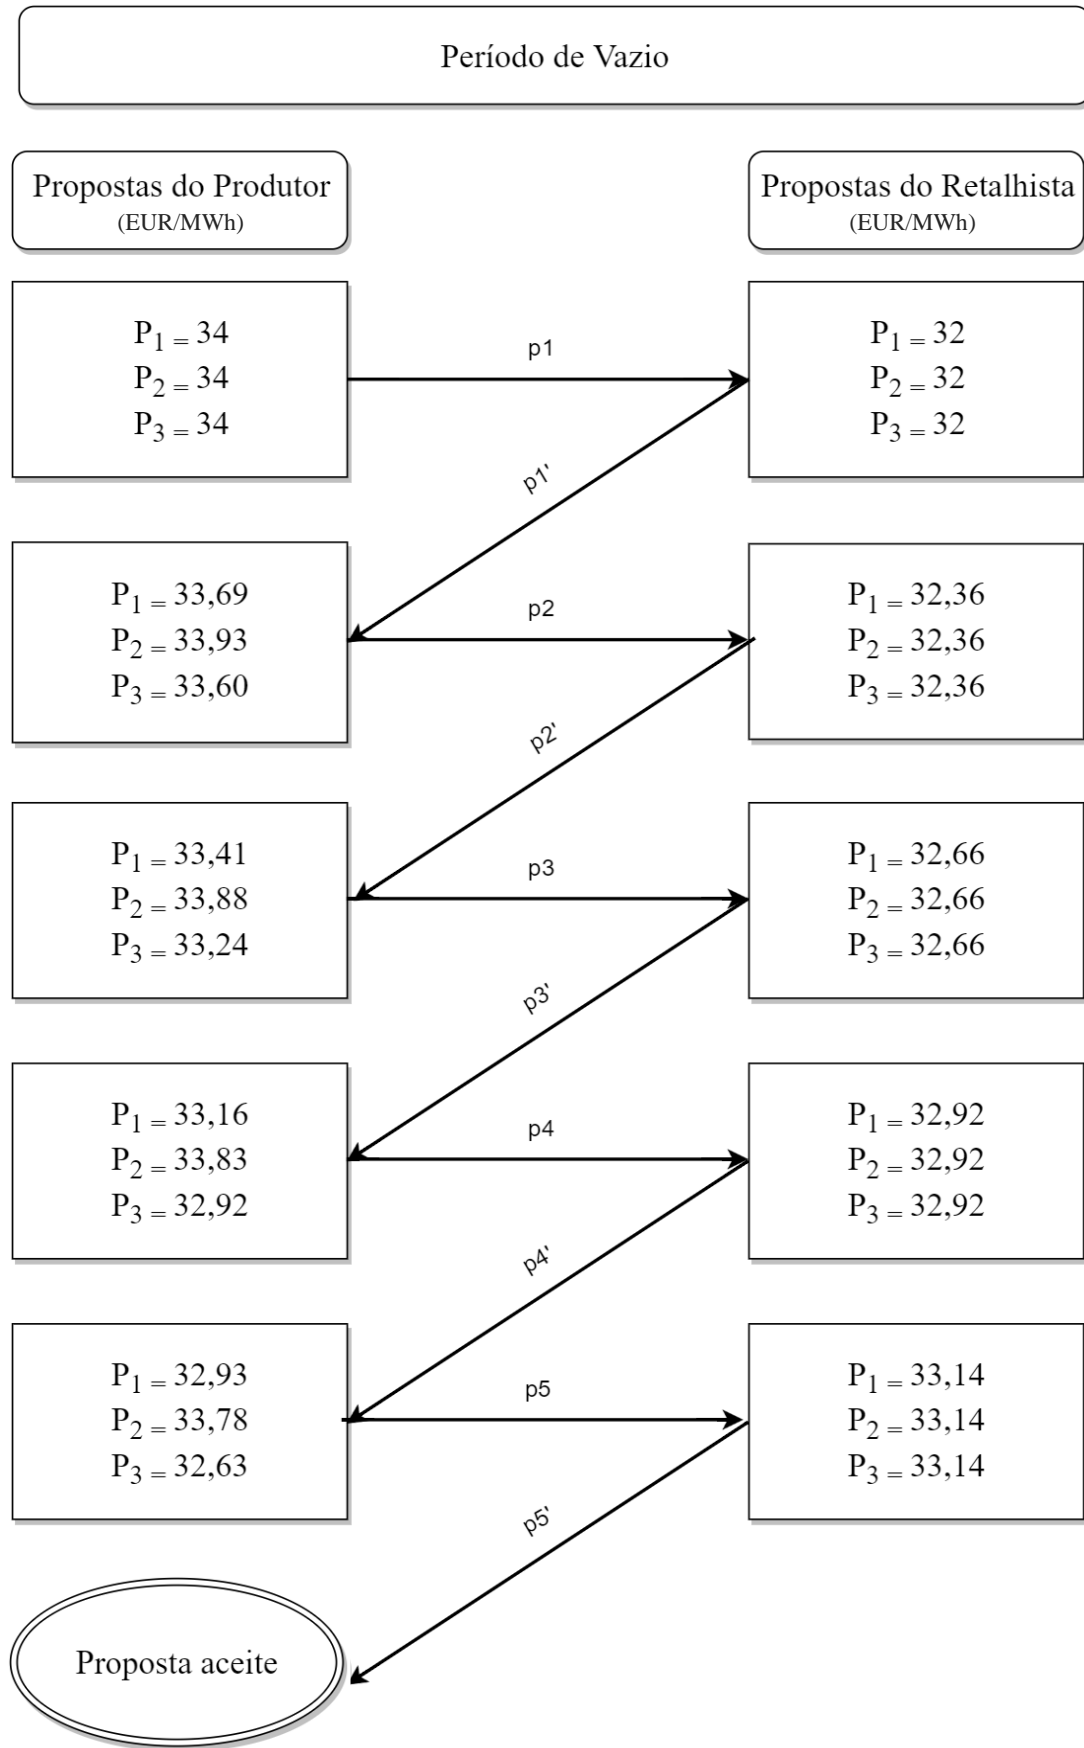 Período de Vazio
Propostas do Produtor
(EUR/MWh)
Propostas do Retalhista
(EUR/MWh)
P1 = 34
P2 = 34
P3 = 34
p1
P1 = 32
P2 = 32
P3 = 32
p1'
P1 = 33,69
P2 = 33,93
P3 = 33,60
p2
P1 = 32,36
P2 = 32,36
P3 = 32,36
p2'
P1 = 33,41
P2 = 33,88
P3 = 33,24
p3
P1 = 32,66
P2 = 32,66
P3 = 32,66
p3'
P1 = 33,16
P2 = 33,83
P3 = 32,92
p4
P1 = 32,92
P2 = 32,92
P3 = 32,92
p4'
P1 = 32,93
P2 = 33,78
P3 = 32,63
p5
P1 = 33,14
P2 = 33,14
P3 = 33,14
p5'
Proposta aceite